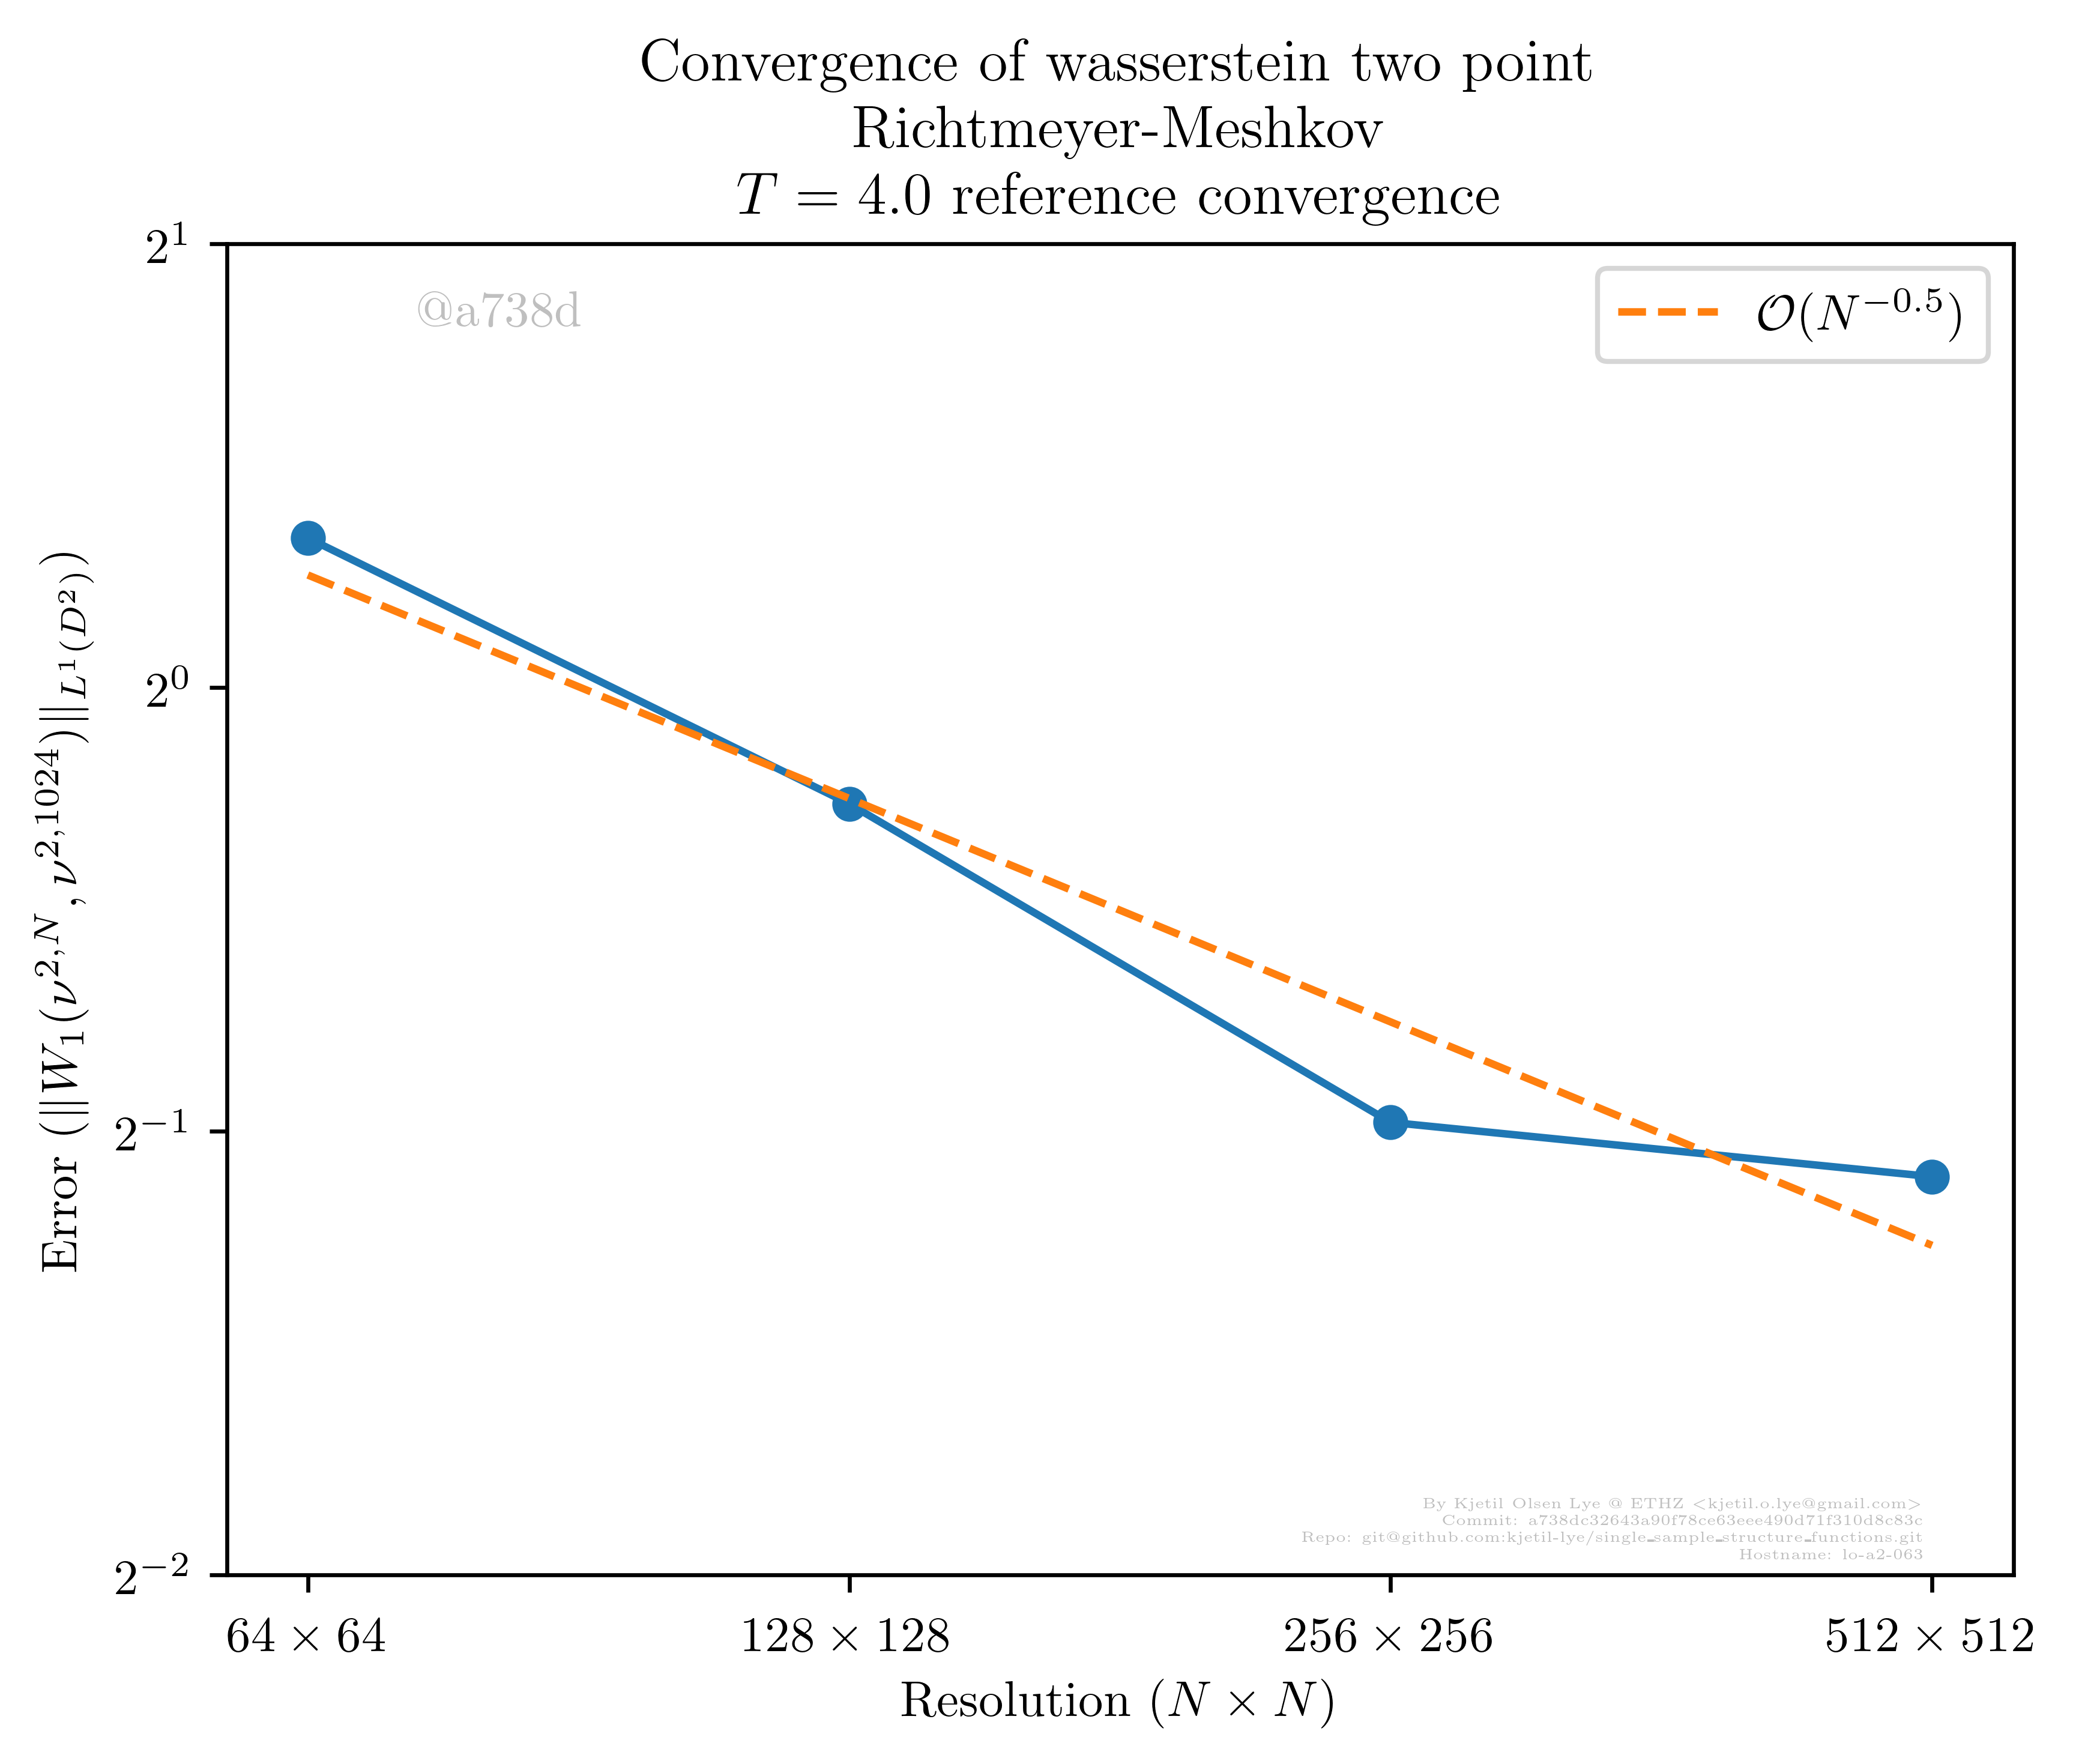 Convergence of wasserstein two point
Richtmeyer-Meshkov
T = 4.0 reference convergence
2^1
@a738d
O(N^{-0.5})
2^0
2^{-1}
2^{-2}
Error (||W_1(ν^{2,N}, ν^{2,1024})||_{L^1(D^2)})
By Kjetil Olsen Lye @ ETHZ <kjetil.o.lye@gmail.com>
Commit: a738dc32643a90f78ce63eee490d71f310d8c83c
Repo: git@github.com:kjetil-lye/single_sample_structure_functions.git
Hostname: lo-a2-063
64 × 64 128 × 128 256 × 256 512 × 512
Resolution (N × N)